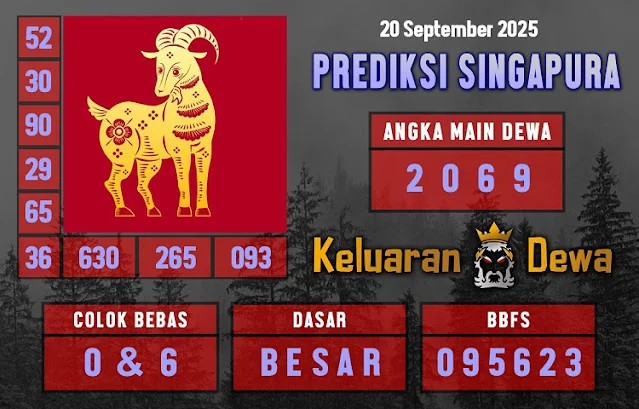 20 September 2025
PREDIKSI SINGAPURA
52
30
90
29
65
36 630 265 093
ANGKA MAIN DEWA
2 0 6 9
Keluaran Dewa
COLOK BEBAS
0 & 6
DASAR
BESAR
BBFS
095623